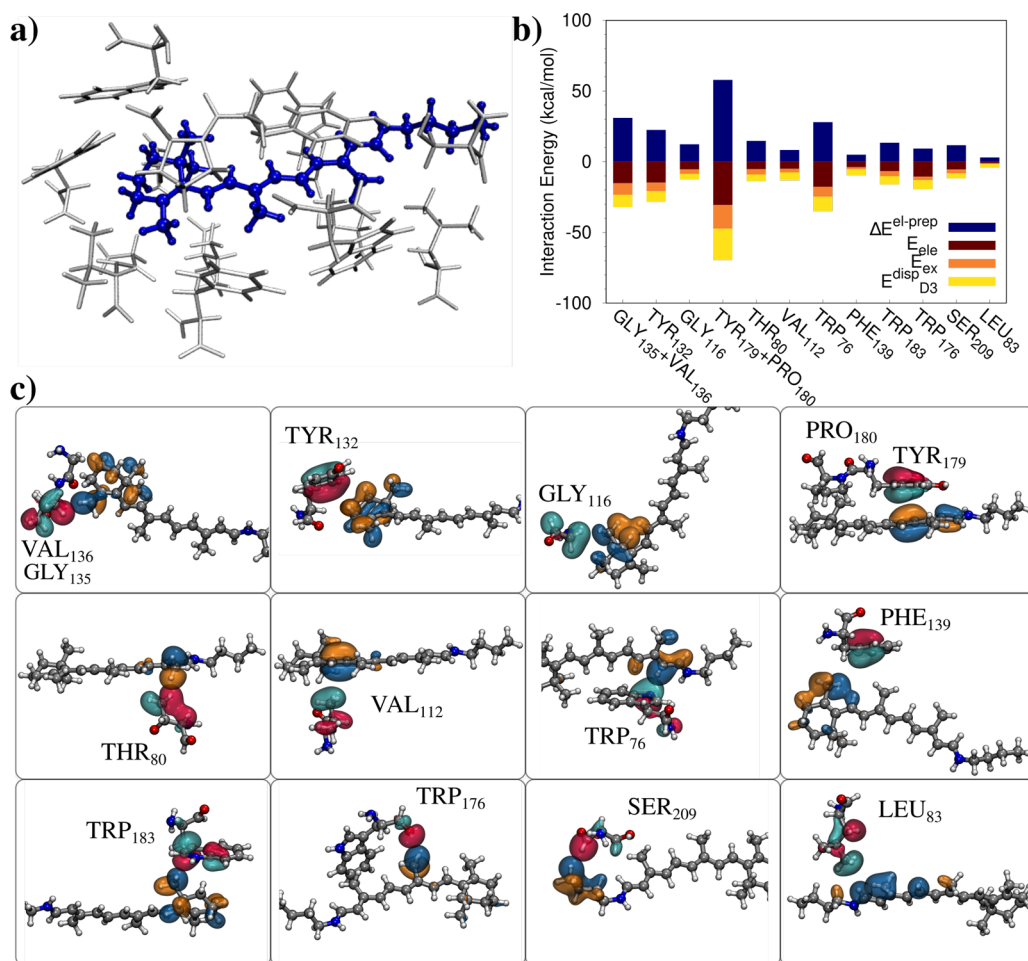 a)
b)
Interaction Energy (kcal/mol)
100
50
0
-50
-100
ΔE^el-prep
E_ele
E_ex
E^disp_D3
GLY135+VAL136
TYR132
GLY116
TYR179+PRO180
THR80
VAL112
TRP76
PHE139
TRP183
TRP176
SER209
LEU83
c)
VAL136
GLY135
TYR132
GLY116
PRO180
TYR179
THR80
VAL112
TRP76
PHE139
TRP183
TRP176
SER209
LEU83